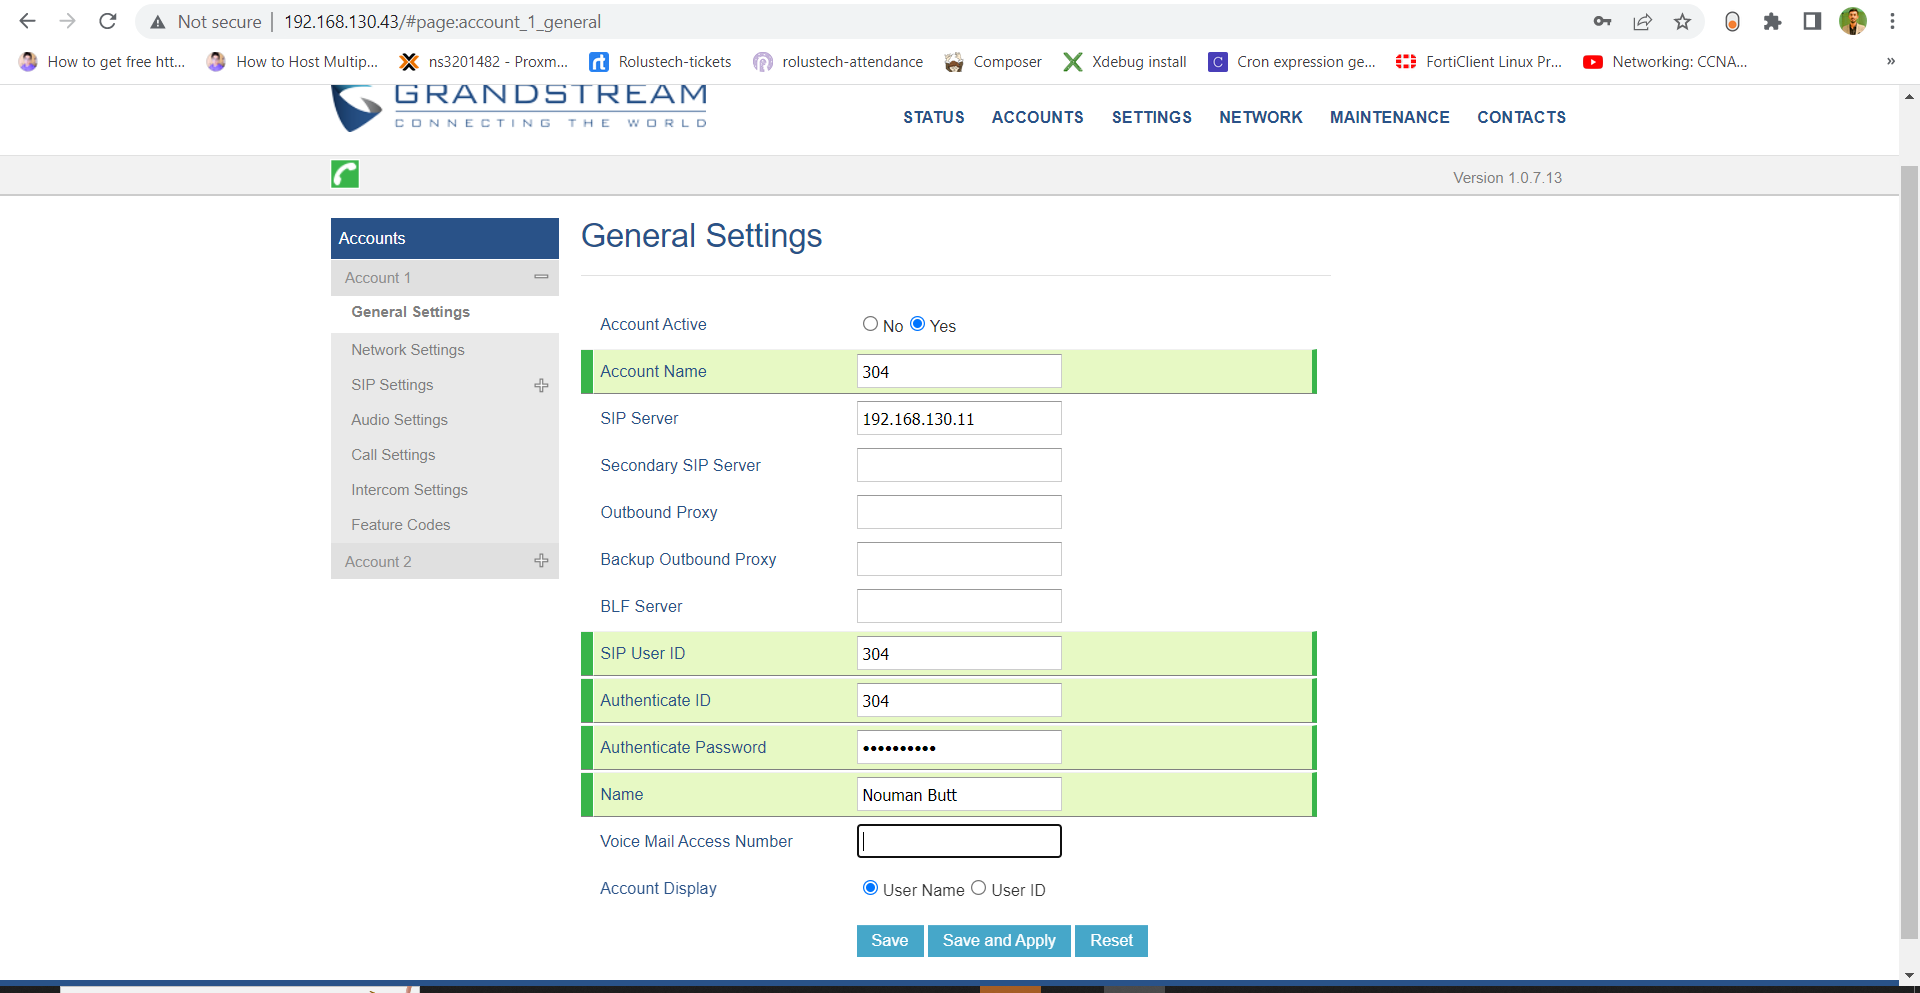 Not secure | 192.168.130.43/#page:account_1_general
How to get free htt... How to Host Multip... ns3201482 - Proxm... Rolustech-tickets rolustech-attendance Composer Xdebug install C Cron expression ge... FortiClient Linux Pr... Networking: CCNA... »
GRANDSTREAM
CONNECTING THE WORLD
STATUS ACCOUNTS SETTINGS NETWORK MAINTENANCE CONTACTS
Version 1.0.7.13
Accounts
Account 1
General Settings
Network Settings
SIP Settings
Audio Settings
Call Settings
Intercom Settings
Feature Codes
Account 2
General Settings
Account Active No Yes
Account Name 304
SIP Server 192.168.130.11
Secondary SIP Server
Outbound Proxy
Backup Outbound Proxy
BLF Server
SIP User ID 304
Authenticate ID 304
Authenticate Password ••••••••••
Name Nouman Butt
Voice Mail Access Number
Account Display User Name User ID
Save Save and Apply Reset